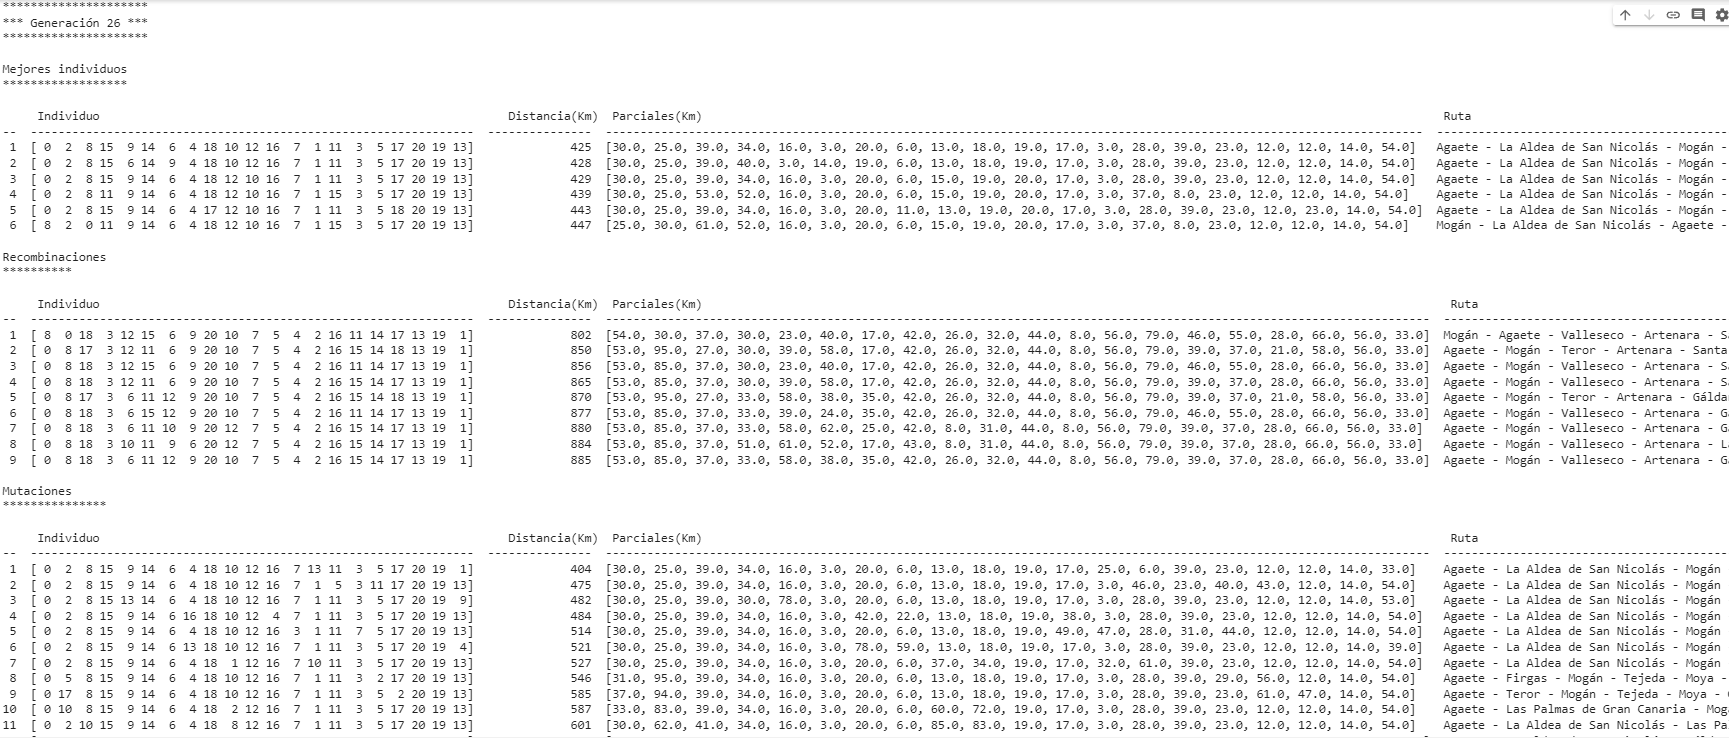 *********************
*** Generación 26 ***
*********************
Mejores individuos
******************
Individuo Distancia(Km) Parciales(Km) Ruta
-- ---------------------------------------------------------------- --------------- ---------------------------------------------------------------------------------------------------------------------- ------------------------------------------
1 [ 0 2 8 15 9 14 6 4 18 10 12 16 7 1 11 3 5 17 20 19 13] 425 [30.0, 25.0, 39.0, 34.0, 16.0, 3.0, 20.0, 6.0, 13.0, 18.0, 19.0, 17.0, 3.0, 28.0, 39.0, 23.0, 12.0, 12.0, 14.0, 54.0] Agaete - La Aldea de San Nicolás - Mogán -
2 [ 0 2 8 15 6 14 9 4 18 10 12 16 7 1 11 3 5 17 20 19 13] 428 [30.0, 25.0, 39.0, 40.0, 3.0, 14.0, 19.0, 6.0, 13.0, 18.0, 19.0, 17.0, 3.0, 28.0, 39.0, 23.0, 12.0, 12.0, 14.0, 54.0] Agaete - La Aldea de San Nicolás - Mogán -
3 [ 0 2 8 15 9 14 6 4 18 12 10 16 7 1 11 3 5 17 20 19 13] 429 [30.0, 25.0, 39.0, 34.0, 16.0, 3.0, 20.0, 6.0, 15.0, 19.0, 20.0, 17.0, 3.0, 28.0, 39.0, 23.0, 12.0, 12.0, 14.0, 54.0] Agaete - La Aldea de San Nicolás - Mogán -
4 [ 0 2 8 11 9 14 6 4 18 12 10 16 7 1 15 3 5 17 20 19 13] 439 [30.0, 25.0, 53.0, 52.0, 16.0, 3.0, 20.0, 6.0, 15.0, 19.0, 20.0, 17.0, 3.0, 37.0, 8.0, 23.0, 12.0, 12.0, 14.0, 54.0] Agaete - La Aldea de San Nicolás - Mogán -
5 [ 0 2 8 15 9 14 6 4 17 12 10 16 7 1 11 3 5 18 20 19 13] 443 [30.0, 25.0, 39.0, 34.0, 16.0, 3.0, 20.0, 11.0, 13.0, 19.0, 20.0, 17.0, 3.0, 28.0, 39.0, 23.0, 12.0, 23.0, 14.0, 54.0] Agaete - La Aldea de San Nicolás - Mogán -
6 [ 8 2 0 11 9 14 6 4 18 12 10 16 7 1 15 3 5 17 20 19 13] 447 [25.0, 30.0, 61.0, 52.0, 16.0, 3.0, 20.0, 6.0, 15.0, 19.0, 20.0, 17.0, 3.0, 37.0, 8.0, 23.0, 12.0, 12.0, 14.0, 54.0] Mogán - La Aldea de San Nicolás - Agaete -
Recombinaciones
**********
Individuo Distancia(Km) Parciales(Km) Ruta
-- ---------------------------------------------------------------- --------------- ---------------------------------------------------------------------------------------------------------------------- ------------------------------------------
1 [ 8 0 18 3 12 15 6 9 20 10 7 5 4 2 16 11 14 17 13 19 1] 802 [54.0, 30.0, 37.0, 30.0, 23.0, 40.0, 17.0, 42.0, 26.0, 32.0, 44.0, 8.0, 56.0, 79.0, 46.0, 55.0, 28.0, 66.0, 56.0, 33.0] Mogán - Agaete - Valleseco - Artenara - S
2 [ 0 8 17 3 12 11 6 9 20 10 7 5 4 2 16 15 14 18 13 19 1] 850 [53.0, 95.0, 27.0, 30.0, 39.0, 58.0, 17.0, 42.0, 26.0, 32.0, 44.0, 8.0, 56.0, 79.0, 39.0, 37.0, 21.0, 58.0, 56.0, 33.0] Agaete - Mogán - Teror - Artenara - Santa
3 [ 0 8 18 3 12 15 6 9 20 10 7 5 4 2 16 11 14 17 13 19 1] 856 [53.0, 85.0, 37.0, 30.0, 23.0, 40.0, 17.0, 42.0, 26.0, 32.0, 44.0, 8.0, 56.0, 79.0, 46.0, 55.0, 28.0, 66.0, 56.0, 33.0] Agaete - Mogán - Valleseco - Artenara - S
4 [ 0 8 18 3 12 11 6 9 20 10 7 5 4 2 16 15 14 17 13 19 1] 865 [53.0, 85.0, 37.0, 30.0, 39.0, 58.0, 17.0, 42.0, 26.0, 32.0, 44.0, 8.0, 56.0, 79.0, 39.0, 37.0, 28.0, 66.0, 56.0, 33.0] Agaete - Mogán - Valleseco - Artenara - S
5 [ 0 8 17 3 6 11 12 9 20 10 7 5 4 2 16 15 14 18 13 19 1] 870 [53.0, 95.0, 27.0, 33.0, 58.0, 38.0, 35.0, 42.0, 26.0, 32.0, 44.0, 8.0, 56.0, 79.0, 39.0, 37.0, 21.0, 58.0, 56.0, 33.0] Agaete - Mogán - Teror - Artenara - Gálda
6 [ 0 8 18 3 6 15 12 9 20 10 7 5 4 2 16 11 14 17 13 19 1] 877 [53.0, 85.0, 37.0, 33.0, 39.0, 24.0, 35.0, 42.0, 26.0, 32.0, 44.0, 8.0, 56.0, 79.0, 46.0, 55.0, 28.0, 66.0, 56.0, 33.0] Agaete - Mogán - Valleseco - Artenara - G
7 [ 0 8 18 3 6 11 10 9 20 12 7 5 4 2 16 15 14 17 13 19 1] 880 [53.0, 85.0, 37.0, 33.0, 58.0, 62.0, 25.0, 42.0, 8.0, 31.0, 44.0, 8.0, 56.0, 79.0, 39.0, 37.0, 28.0, 66.0, 56.0, 33.0] Agaete - Mogán - Valleseco - Artenara - G
8 [ 0 8 18 3 10 11 9 6 20 12 7 5 4 2 16 15 14 17 13 19 1] 884 [53.0, 85.0, 37.0, 51.0, 61.0, 52.0, 17.0, 43.0, 8.0, 31.0, 44.0, 8.0, 56.0, 79.0, 39.0, 37.0, 28.0, 66.0, 56.0, 33.0] Agaete - Mogán - Valleseco - Artenara - L
9 [ 0 8 18 3 6 11 12 9 20 10 7 5 4 2 16 15 14 17 13 19 1] 885 [53.0, 85.0, 37.0, 33.0, 58.0, 38.0, 35.0, 42.0, 26.0, 32.0, 44.0, 8.0, 56.0, 79.0, 39.0, 37.0, 28.0, 66.0, 56.0, 33.0] Agaete - Mogán - Valleseco - Artenara - G
Mutaciones
***************
Individuo Distancia(Km) Parciales(Km) Ruta
-- ---------------------------------------------------------------- --------------- ---------------------------------------------------------------------------------------------------------------------- ------------------------------------------
1 [ 0 2 8 15 9 14 6 4 18 10 12 16 7 13 11 3 5 17 20 19 1] 404 [30.0, 25.0, 39.0, 34.0, 16.0, 3.0, 20.0, 6.0, 13.0, 18.0, 19.0, 17.0, 25.0, 6.0, 39.0, 23.0, 12.0, 12.0, 14.0, 33.0] Agaete - La Aldea de San Nicolás - Mogán
2 [ 0 2 8 15 9 14 6 4 18 10 12 16 7 1 5 3 11 17 20 19 13] 475 [30.0, 25.0, 39.0, 34.0, 16.0, 3.0, 20.0, 6.0, 13.0, 18.0, 19.0, 17.0, 3.0, 46.0, 23.0, 40.0, 43.0, 12.0, 14.0, 54.0] Agaete - La Aldea de San Nicolás - Mogán
3 [ 0 2 8 15 13 14 6 4 18 10 12 16 7 1 11 3 5 17 20 19 9] 482 [30.0, 25.0, 39.0, 30.0, 78.0, 3.0, 20.0, 6.0, 13.0, 18.0, 19.0, 17.0, 3.0, 28.0, 39.0, 23.0, 12.0, 12.0, 14.0, 53.0] Agaete - La Aldea de San Nicolás - Mogán
4 [ 0 2 8 15 9 14 6 16 18 10 12 4 7 1 11 3 5 17 20 19 13] 484 [30.0, 25.0, 39.0, 34.0, 16.0, 3.0, 42.0, 22.0, 13.0, 18.0, 19.0, 38.0, 3.0, 28.0, 39.0, 23.0, 12.0, 12.0, 14.0, 54.0] Agaete - La Aldea de San Nicolás - Mogán
5 [ 0 2 8 15 9 14 6 4 18 10 12 16 3 1 11 7 5 17 20 19 13] 514 [30.0, 25.0, 39.0, 34.0, 16.0, 3.0, 20.0, 6.0, 13.0, 18.0, 19.0, 49.0, 47.0, 28.0, 31.0, 44.0, 12.0, 12.0, 14.0, 54.0] Agaete - La Aldea de San Nicolás - Mogán
6 [ 0 2 8 15 9 14 6 13 18 10 12 16 7 1 11 3 5 17 20 19 4] 521 [30.0, 25.0, 39.0, 34.0, 16.0, 3.0, 78.0, 59.0, 13.0, 18.0, 19.0, 17.0, 3.0, 28.0, 39.0, 23.0, 12.0, 12.0, 14.0, 39.0] Agaete - La Aldea de San Nicolás - Mogán
7 [ 0 2 8 15 9 14 6 4 18 1 12 16 7 10 11 3 5 17 20 19 13] 527 [30.0, 25.0, 39.0, 34.0, 16.0, 3.0, 20.0, 6.0, 37.0, 34.0, 19.0, 17.0, 32.0, 61.0, 39.0, 23.0, 12.0, 12.0, 14.0, 54.0] Agaete - La Aldea de San Nicolás - Mogán
8 [ 0 5 8 15 9 14 6 4 18 10 12 16 7 1 11 3 2 17 20 19 13] 546 [31.0, 95.0, 39.0, 34.0, 16.0, 3.0, 20.0, 6.0, 13.0, 18.0, 19.0, 17.0, 3.0, 28.0, 39.0, 29.0, 56.0, 12.0, 14.0, 54.0] Agaete - Firgas - Mogán - Tejeda - Moya -
9 [ 0 17 8 15 9 14 6 4 18 10 12 16 7 1 11 3 5 2 20 19 13] 585 [37.0, 94.0, 39.0, 34.0, 16.0, 3.0, 20.0, 6.0, 13.0, 18.0, 19.0, 17.0, 3.0, 28.0, 39.0, 23.0, 61.0, 47.0, 14.0, 54.0] Agaete - Teror - Mogán - Tejeda - Moya -
10 [ 0 10 8 15 9 14 6 4 18 2 12 16 7 1 11 3 5 17 20 19 13] 587 [33.0, 83.0, 39.0, 34.0, 16.0, 3.0, 20.0, 6.0, 60.0, 72.0, 19.0, 17.0, 3.0, 28.0, 39.0, 23.0, 12.0, 12.0, 14.0, 54.0] Agaete - Las Palmas de Gran Canaria - Mog
11 [ 0 2 10 15 9 14 6 4 18 8 12 16 7 1 11 3 5 17 20 19 13] 601 [30.0, 62.0, 41.0, 34.0, 16.0, 3.0, 20.0, 6.0, 85.0, 83.0, 19.0, 17.0, 3.0, 28.0, 39.0, 23.0, 12.0, 12.0, 14.0, 54.0] Agaete - La Aldea de San Nicolás - Las Pa